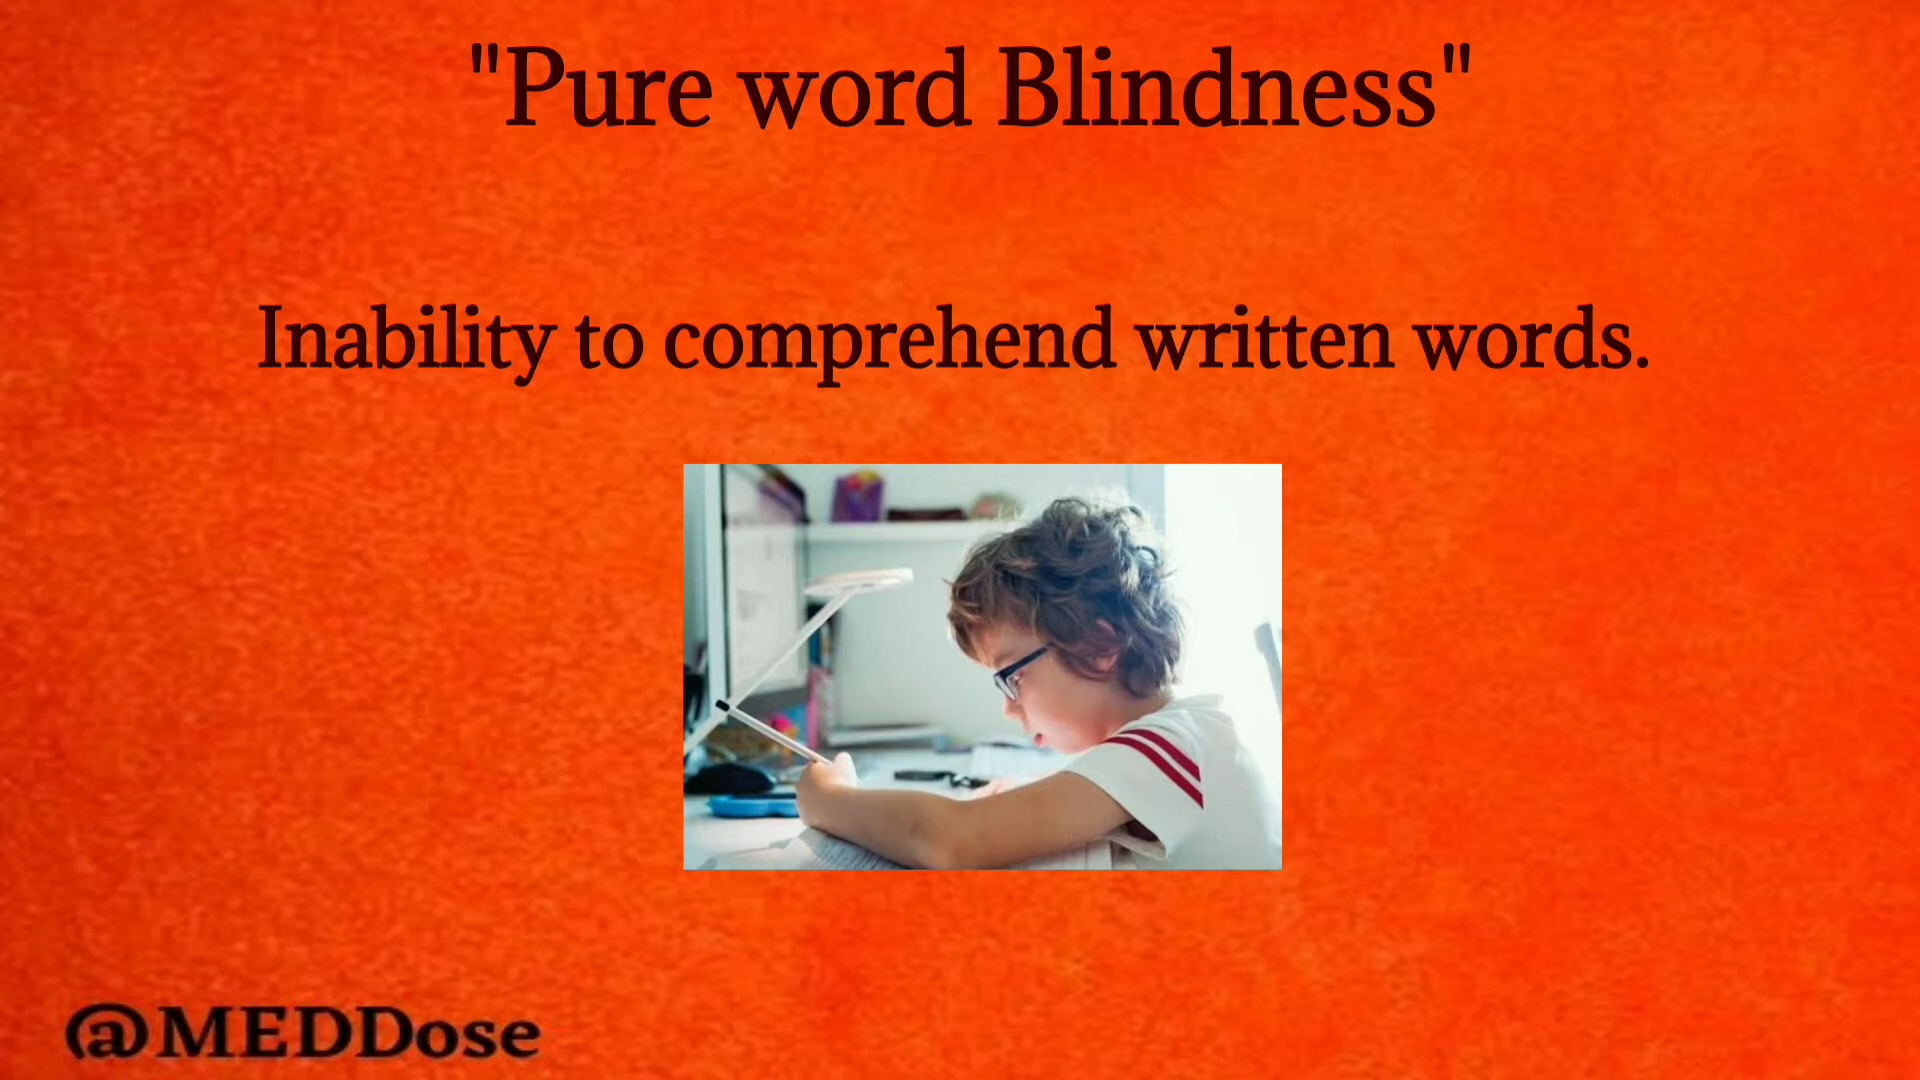 "Pure word Blindness"
Inability to comprehend written words.
@MEDDose